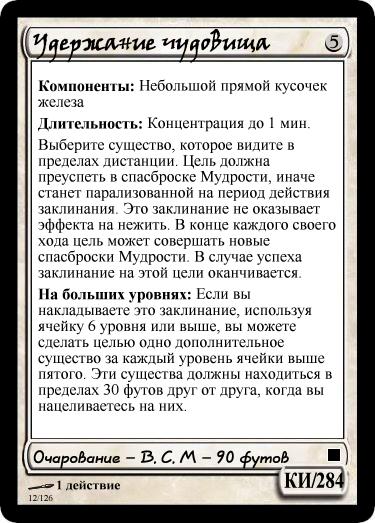 Удержание чудовища 5
Компоненты: Небольшой прямой кусочек
железа
Длительность: Концентрация до 1 мин.
Выберите существо, которое видите в
пределах дистанции. Цель должна
преуспеть в спасброске Мудрости, иначе
станет парализованной на период действия
заклинания. Это заклинание не оказывает
эффекта на нежить. В конце каждого своего
хода цель может совершать новые
спасброски Мудрости. В случае успеха
заклинание на этой цели оканчивается.
На больших уровнях: Если вы
накладываете это заклинание, используя
ячейку 6 уровня или выше, вы можете
сделать целью одно дополнительное
существо за каждый уровень ячейки выше
пятого. Эти существа должны находиться в
пределах 30 футов друг от друга, когда вы
нацеливаетесь на них.
Очарование – В, С, М – 90 футов
КИ/284
1 действие
12/126